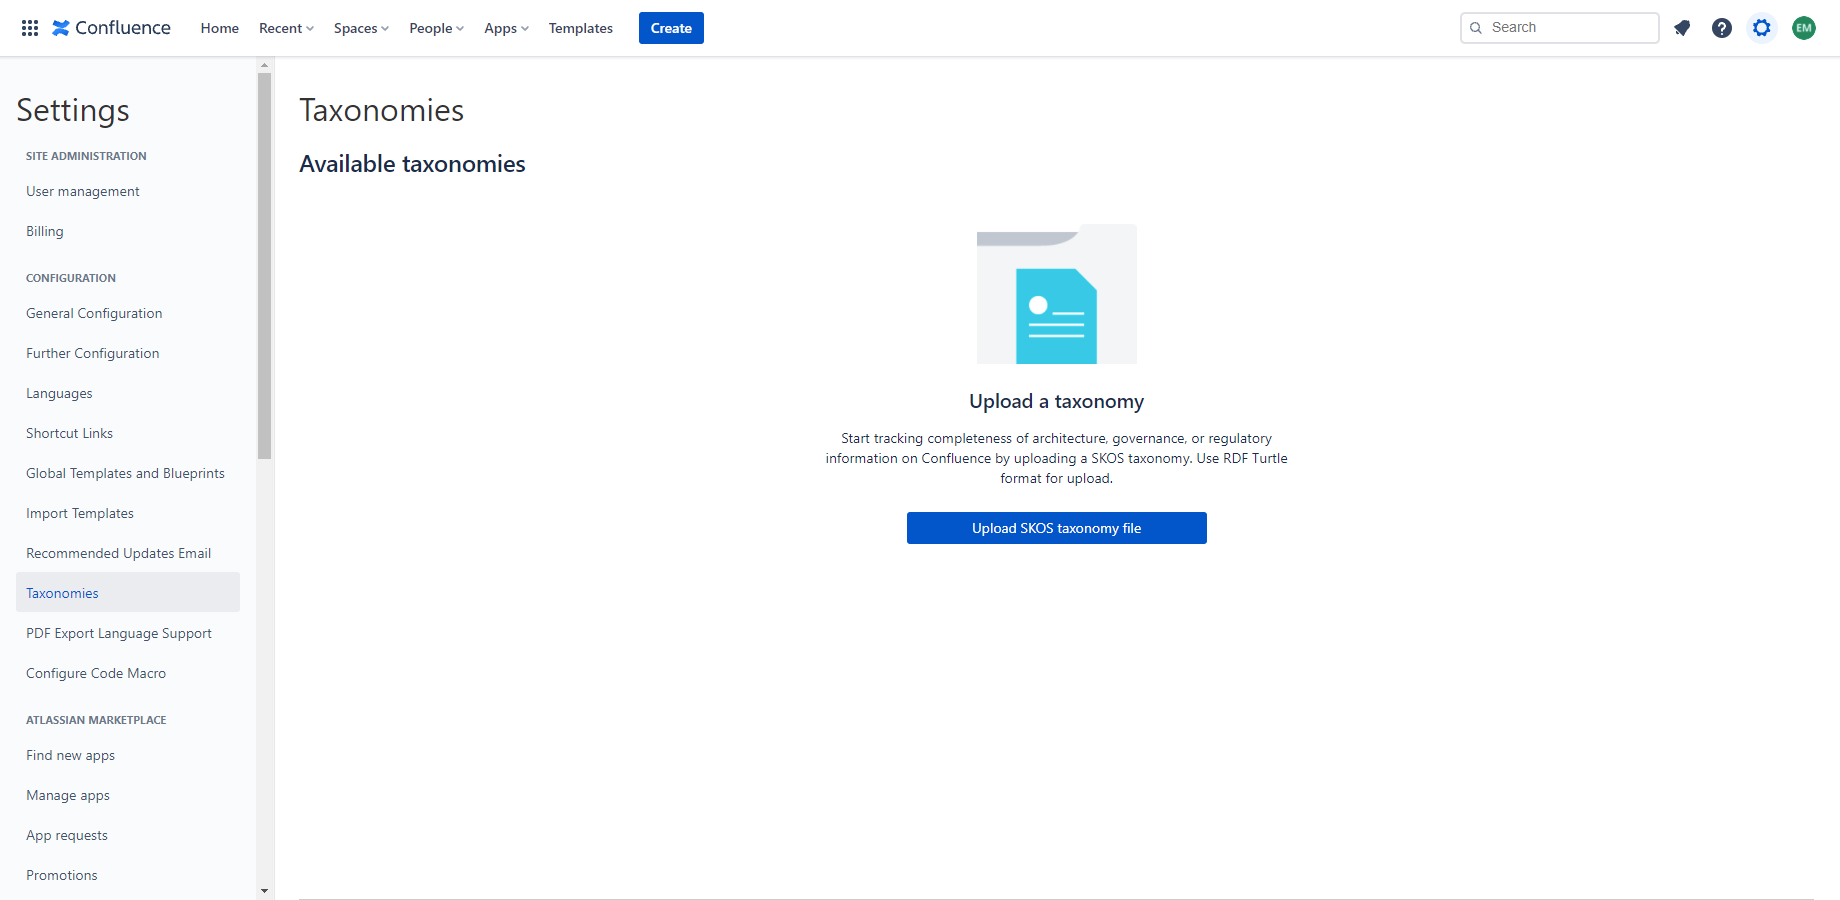 Confluence Home Recent Spaces People Apps Templates Create Search EM
Settings
SITE ADMINISTRATION
User management
Billing
CONFIGURATION
General Configuration
Further Configuration
Languages
Shortcut Links
Global Templates and Blueprints
Import Templates
Recommended Updates Email
Taxonomies
PDF Export Language Support
Configure Code Macro
ATLASSIAN MARKETPLACE
Find new apps
Manage apps
App requests
Promotions
Taxonomies
Available taxonomies
Upload a taxonomy
Start tracking completeness of architecture, governance, or regulatory
information on Confluence by uploading a SKOS taxonomy. Use RDF Turtle
format for upload.
Upload SKOS taxonomy file